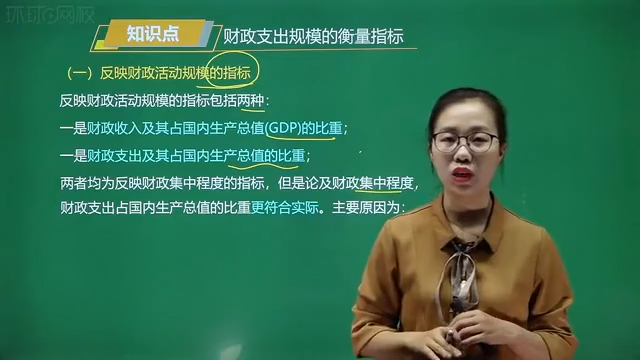 环球网校
知识点
财政支出规模的衡量指标
（一）反映财政活动规模的指标
反映财政活动规模的指标包括两种：
一是财政收入及其占国内生产总值(GDP)的比重；
一是财政支出及其占国内生产总值的比重；
两者均为反映财政集中程度的指标，但是论及财政集中程度，
财政支出占国内生产总值的比重更符合实际。主要原因为：